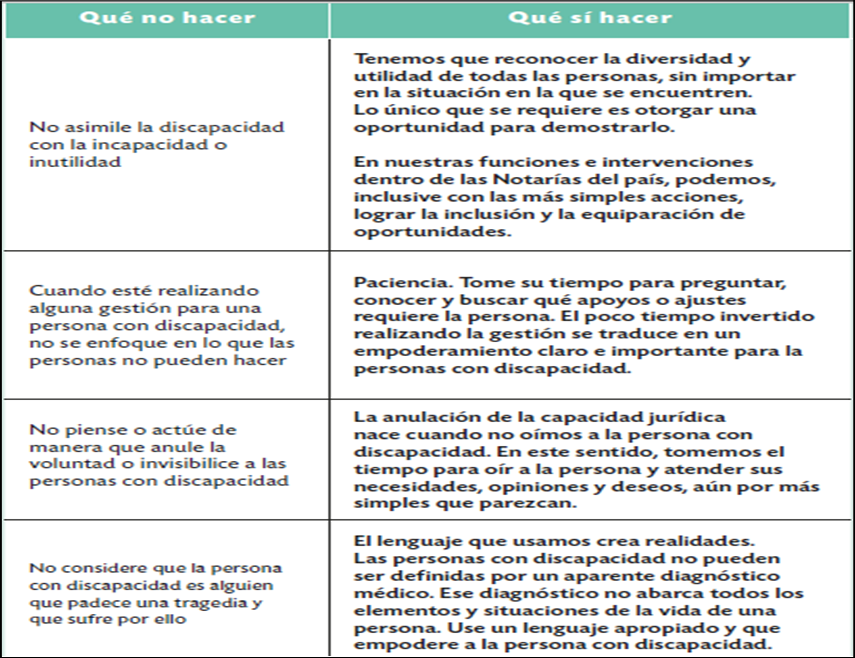 Qué no hacer
Qué sí hacer
No asimile la discapacidad
con la incapacidad o
inutilidad
Tenemos que reconocer la diversidad y
utilidad de todas las personas, sin importar
en la situación en la que se encuentren.
Lo único que se requiere es otorgar una
oportunidad para demostrarlo.
En nuestras funciones e intervenciones
dentro de las Notarías del país, podemos,
inclusive con las más simples acciones,
lograr la inclusión y la equiparación de
oportunidades.
Cuando esté realizando
alguna gestión para una
persona con discapacidad,
no se enfoque en lo que las
personas no pueden hacer
Paciencia. Tome su tiempo para preguntar,
conocer y buscar qué apoyos o ajustes
requiere la persona. El poco tiempo invertido
realizando la gestión se traduce en un
empoderamiento claro e importante para la
personas con discapacidad.
No piense o actúe de
manera que anule la
voluntad o invisibilice a las
personas con discapacidad
La anulación de la capacidad jurídica
nace cuando no oímos a la persona con
discapacidad. En este sentido, tomemos el
tiempo para oír a la persona y atender sus
necesidades, opiniones y deseos, aún por más
simples que parezcan.
No considere que la persona
con discapacidad es alguien
que padece una tragedia y
que sufre por ello
El lenguaje que usamos crea realidades.
Las personas con discapacidad no pueden
ser definidas por un aparente diagnóstico
médico. Ese diagnóstico no abarca todos los
elementos y situaciones de la vida de una
persona. Use un lenguaje apropiado y que
empodere a la persona con discapacidad.